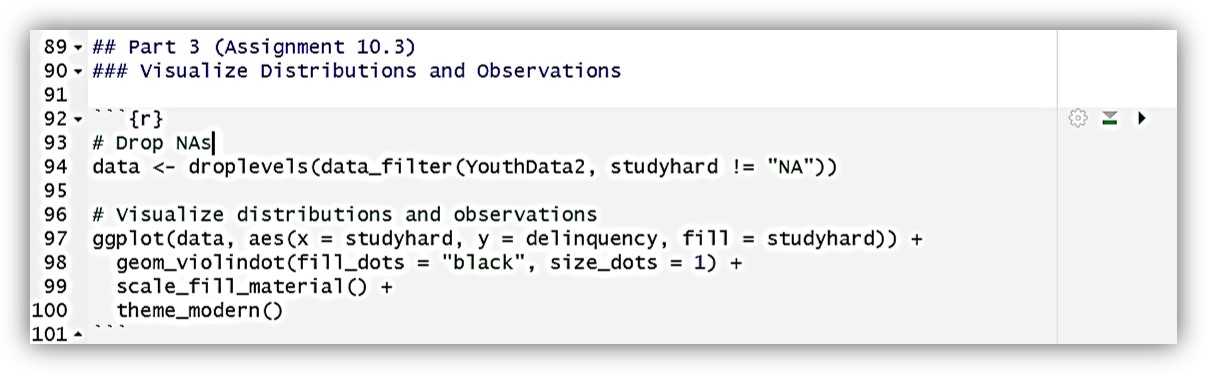 89 ## Part 3 (Assignment 10.3)
90 ### Visualize Distributions and Observations
91
92 ```{r}
93 # Drop NAs
94 data <- droplevels(data_filter(YouthData2, studyhard != "NA"))
95
96 # Visualize distributions and observations
97 ggplot(data, aes(x = studyhard, y = delinquency, fill = studyhard)) +
98   geom_violindot(fill_dots = "black", size_dots = 1) +
99   scale_fill_material() +
100   theme_modern()
101 ```